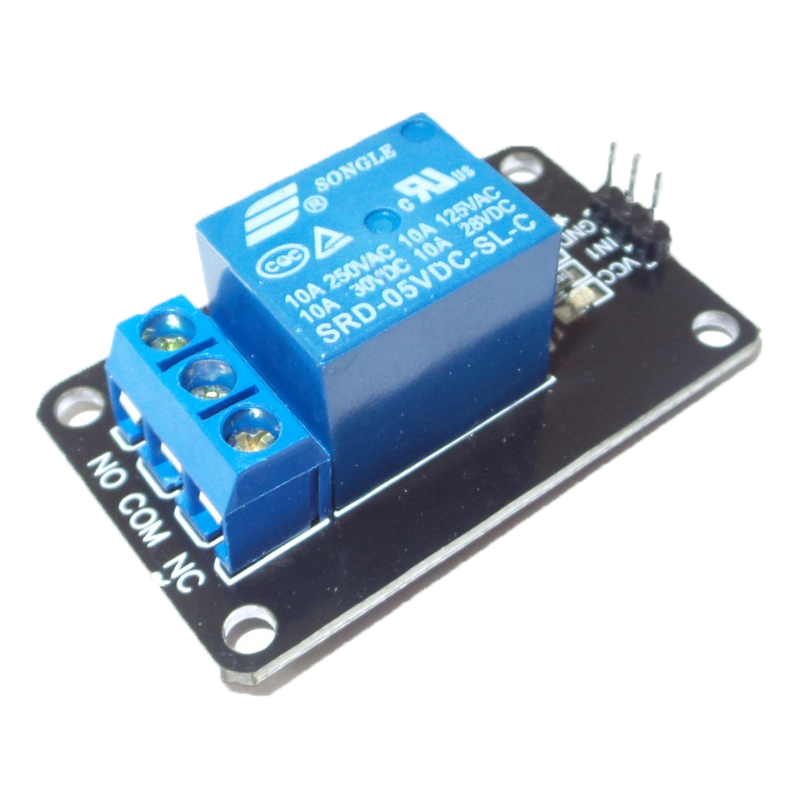 SONGLE
®
C US
CQC
10A 250VAC 10A 125VAC
10A 30VDC 10A 28VDC
SRD-05VDC-SL-C
GND
IN1
VCC
NO COM NC